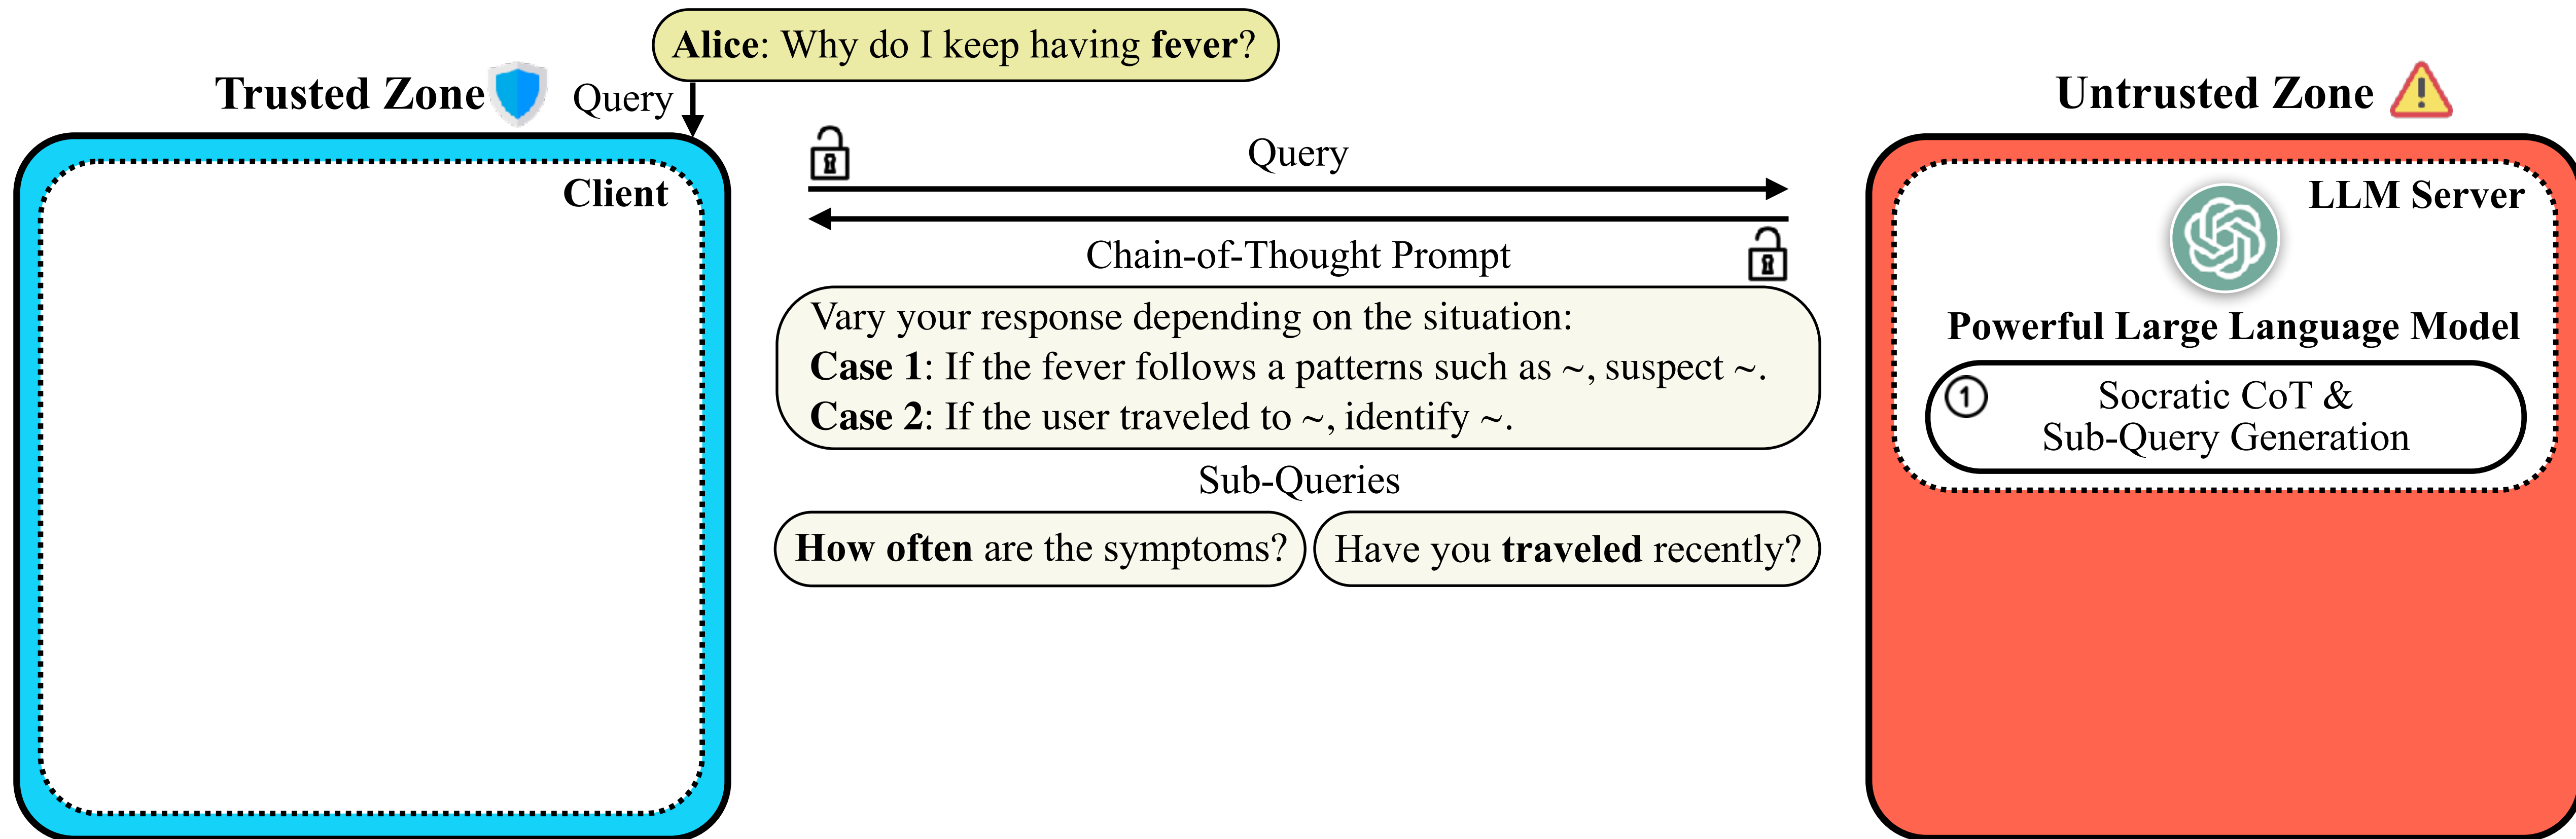 Alice: Why do I keep having fever?
Trusted Zone
Query
Untrusted Zone
Client
Query
Chain-of-Thought Prompt
Vary your response depending on the situation:
Case 1: If the fever follows a patterns such as ~, suspect ~.
Case 2: If the user traveled to ~, identify ~.
Sub-Queries
How often are the symptoms?
Have you traveled recently?
LLM Server
Powerful Large Language Model
1
Socratic CoT &
Sub-Query Generation